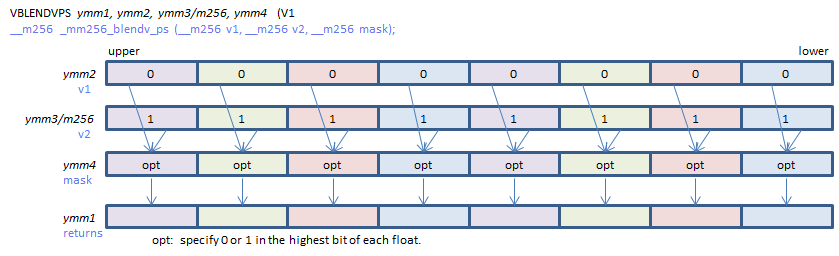 VBLENDVPS ymm1, ymm2, ymm3/m256, ymm4 (V1
__m256 _mm256_blendv_ps (__m256 v1, __m256 v2, __m256 mask);
upper lower
ymm2 0 0 0 0 0 0 0 0
v1
ymm3/m256 1 1 1 1 1 1 1 1
v2
ymm4 opt opt opt opt opt opt opt opt
mask
ymm1
returns
opt: specify 0 or 1 in the highest bit of each float.